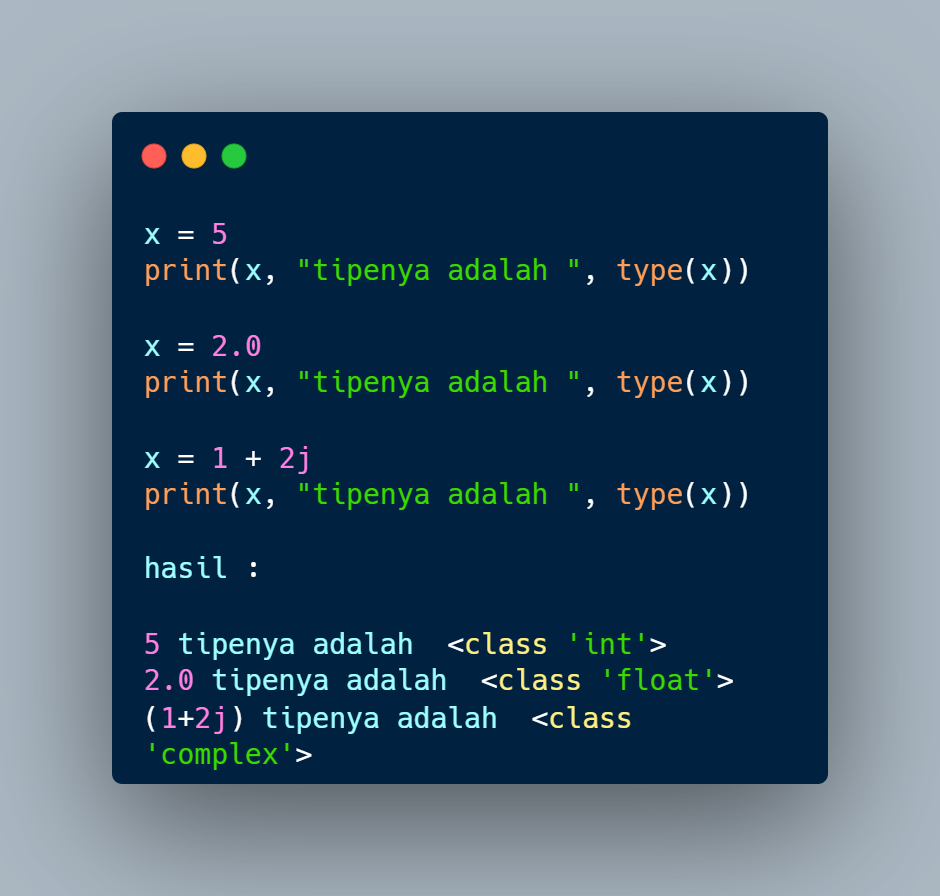 x = 5
print(x, "tipenya adalah ", type(x))
x = 2.0
print(x, "tipenya adalah ", type(x))
x = 1 + 2j
print(x, "tipenya adalah ", type(x))
hasil :
5 tipenya adalah  <class 'int'>
2.0 tipenya adalah  <class 'float'>
(1+2j) tipenya adalah  <class
'complex'>